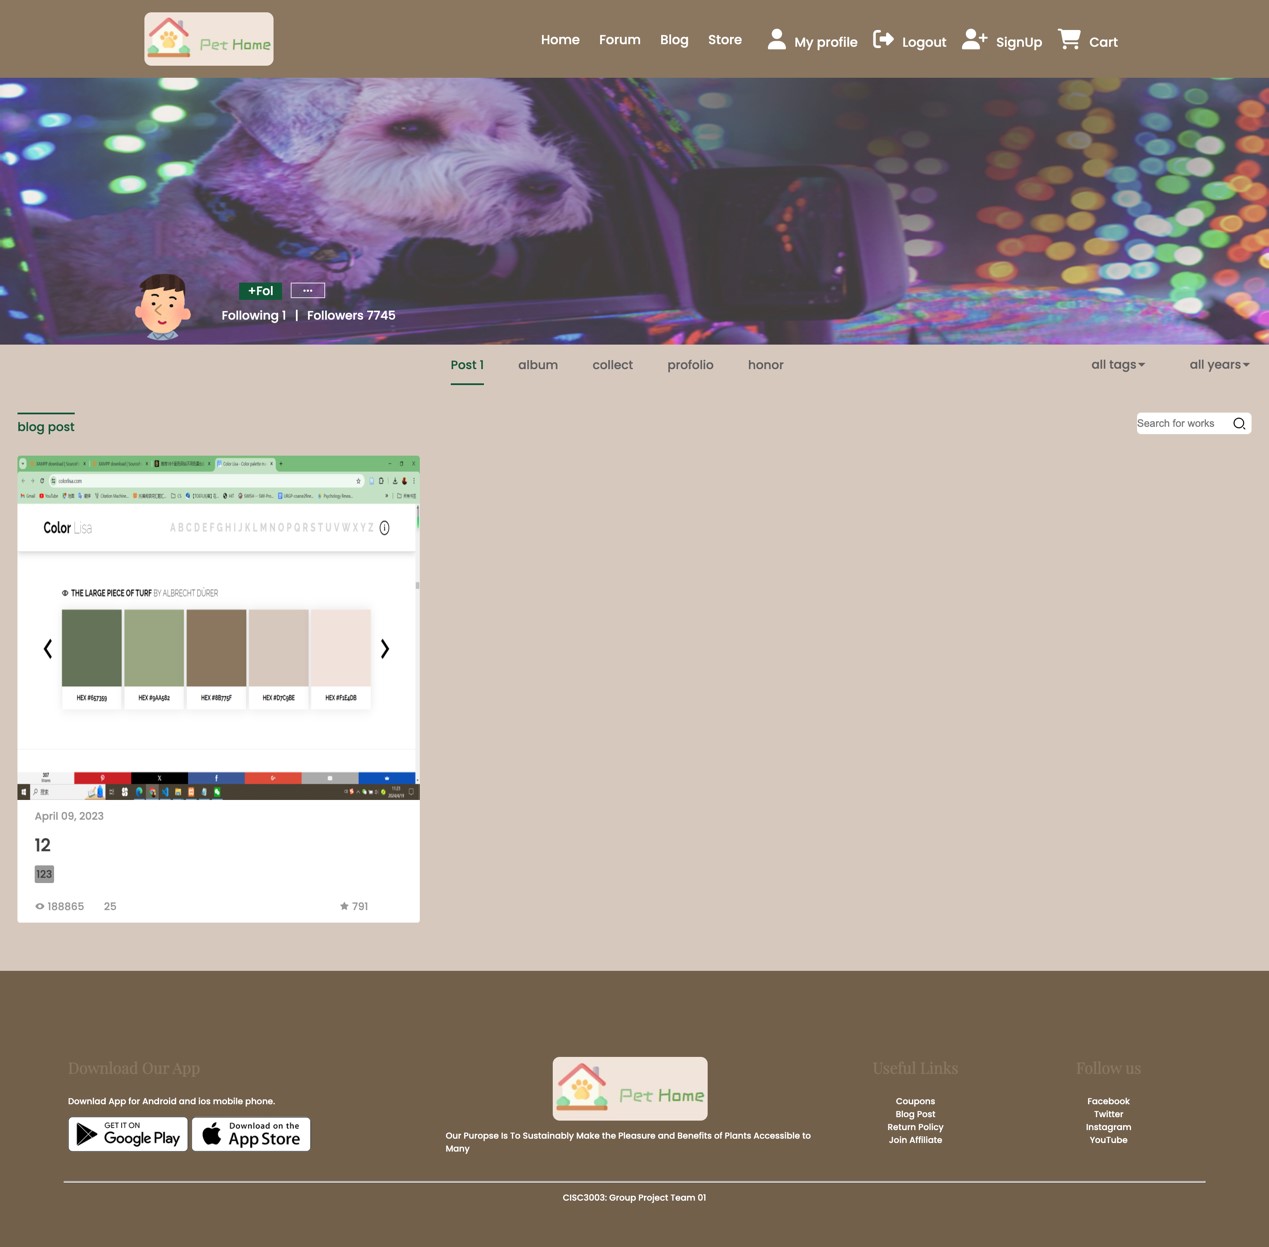 Pet Home
Home Forum Blog Store My profile Logout SignUp Cart
+Fol ···
Following 1 | Followers 7745
Post 1 album collect profolio honor all tags all years
blog post
Search for works
colorlisa.com
Color Lisa
A B C D E F G H I J K L M N O P Q R S T U V W X Y Z
THE LARGE PIECE OF TURF BY ALBRECHT DÜRER
HEX #657359 HEX #9AA582 HEX #8B775F HEX #D7C9BE HEX #F1E4DB
April 09, 2023
12
123
188865 25 791
Download Our App
Downlad App for Android and ios mobile phone.
GET IT ON
Google Play
Download on the
App Store
Pet Home
Our Puropse Is To Sustainably Make the Pleasure and Benefits of Plants Accessible to
Many
Useful Links
Coupons
Blog Post
Return Policy
Join Affiliate
Follow us
Facebook
Twitter
Instagram
YouTube
CISC3003: Group Project Team 01